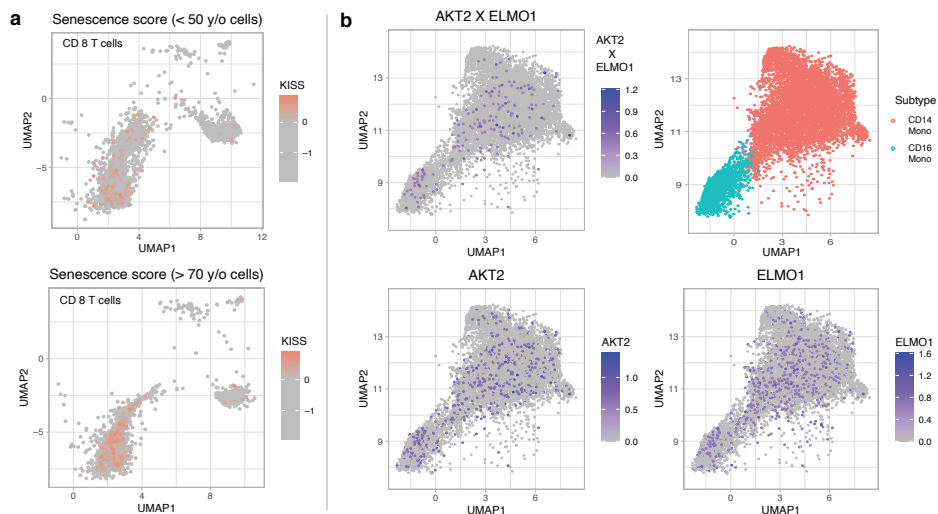 a
Senescence score (< 50 y/o cells)
CD 8 T cells
0
−5
UMAP2
0
4
8
12
UMAP1
KISS
0
−1
Senescence score (> 70 y/o cells)
CD 8 T cells
0
−5
UMAP2
0
4
8
12
UMAP1
KISS
0
−1
b
AKT2 X ELMO1
13
11
9
UMAP2
0
3
6
UMAP1
AKT2
X
ELMO1
1.2
0.9
0.6
0.3
0.0
13
11
9
UMAP2
0
3
6
UMAP1
Subtype
CD14
Mono
CD16
Mono
AKT2
13
11
9
UMAP2
0
3
6
UMAP1
AKT2
1.0
0.5
0.0
ELMO1
13
11
9
UMAP2
0
3
6
UMAP1
ELMO1
1.6
1.2
0.8
0.4
0.0